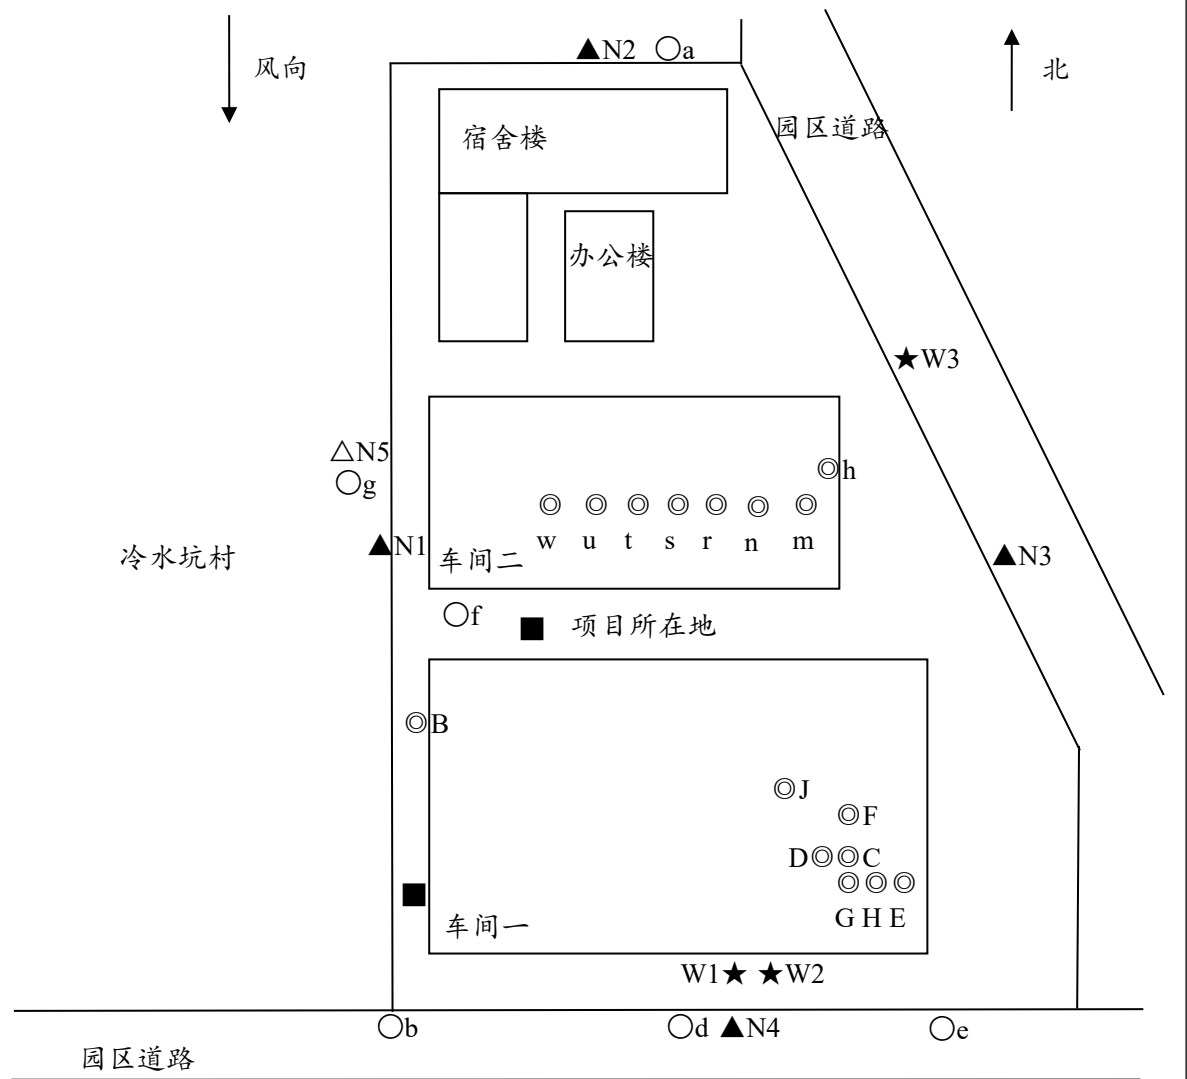 ▲N2 ○a
风向
北
园区道路
宿舍楼
办公楼
★W3
△N5
○g
◎h
w u t s r n m
冷水坑村
▲N1
车间二
▲N3
○f
■ 项目所在地
◎B
◎J
◎F
D◎◎C
G H E
车间一
W1★ ★W2
○b
○d ▲N4
○e
园区道路